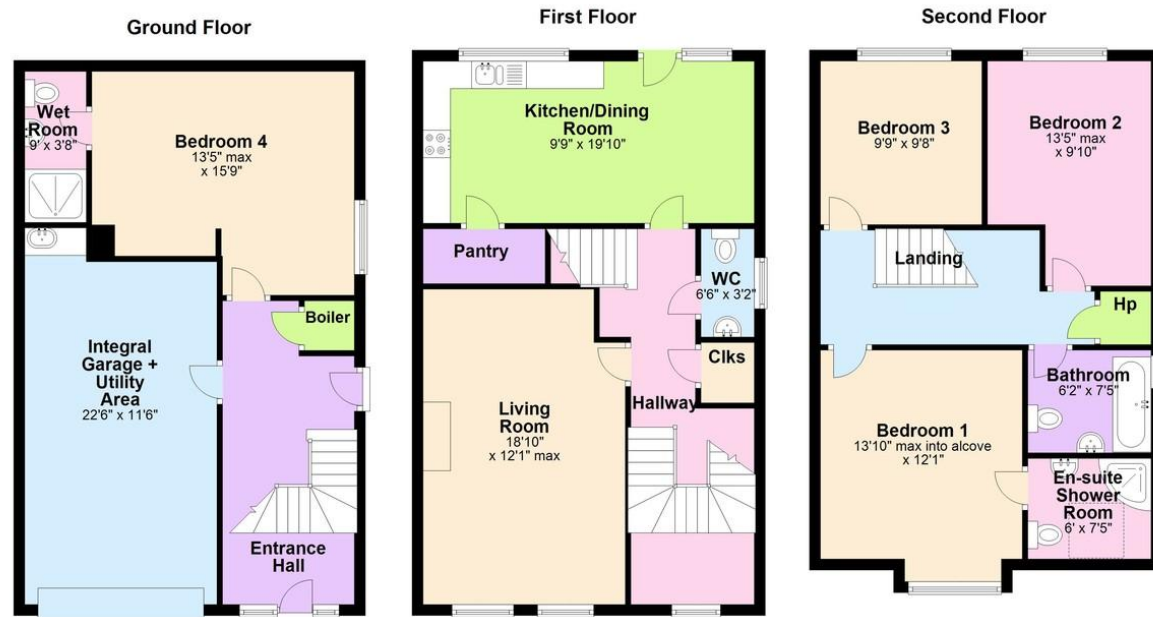 Ground Floor
Wet
Room
9' x 3'8"
Bedroom 4
13'5" max
x 15'9"
Boiler
Integral
Garage +
Utility
Area
22'6" x 11'6"
Entrance
Hall
First Floor
Kitchen/Dining
Room
9'9" x 19'10"
Pantry
WC
6'6" x 3'2"
Clks
Living
Room
18'10"
x 12'1" max
Hallway
Second Floor
Bedroom 3
9'9" x 9'8"
Bedroom 2
13'5" max
x 9'10"
Landing
Hp
Bathroom
6'2" x 7'5"
Bedroom 1
13'10" max into alcove
x 12'1"
En-suite
Shower
Room
6' x 7'5"